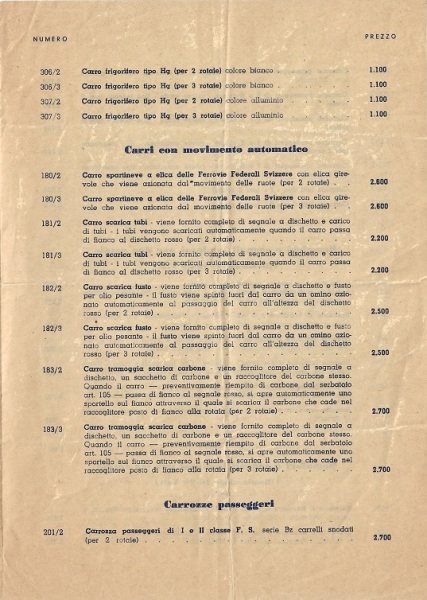 NUMERO PREZZO
306/2 Carro frigorifero tipo Hg (per 2 rotaie) colore bianco . . . . . 1.100
306/3 Carro frigorifero tipo Hg (per 3 rotaie) colore bianco . . . . . 1.100
307/2 Carro frigorifero tipo Hg (per 2 rotaie) colore alluminio . . . . 1.100
307/3 Carro frigorifero tipo Hg (per 3 rotaie) colore alluminio . . . . 1.100
Carri con movimento automatico
180/2 Carro spartineve a elica delle Ferrovie Federali Svizzere con elica gire-
vole che viene azionata dal movimento delle ruote (per 2 rotaie) . . 2.600
180/3 Carro spartineve a elica delle Ferrovie Federali Svizzere con elica gire-
vole che viene azionata dal movimento delle ruote (per 3 rotaie) . . 2.600
181/2 Carro scarica tubi - viene fornito completo di segnale a dischetto e carico
di tubi - i tubi vengono scaricati automaticamente quando il carro passa
di fianco al dischetto rosso (per 2 rotaie) . . . . . . . 2.200
181/3 Carro scarica tubi - viene fornito completo di segnale a dischetto e carico
di tubi - i tubi vengono scaricati automaticamente quando il carro passa
di fianco al dischetto rosso (per 3 rotaie) . . . . . . . 2.200
182/2 Carro scarica fusto - viene fornito completo di segnale a dischetto e fusto
per olio pesante - il fusto viene spinto fuori dal carro da un omino azio-
nato automaticamente al passaggio del carro all'altezza del dischetto
rosso (per 2 rotaie) . . . . . . . . . . . 2.500
182/3 Carro scarica fusto - viene fornito completo di segnale a dischetto e fusto
per olio pesante - il fusto viene spinto fuori dal carro da un omino azio-
nato automaticamente al passaggio del carro all'altezza del dischetto
rosso (per 3 rotaie) . . . . . . . . . . . 2.500
183/2 Carro tramoggia scarica carbone - viene fornito completo di segnale a
dischetto, un sacchetto di carbone e un raccoglitore del carbone stesso.
Quando il carro — preventivamente riempito di carbone dal serbatoio
art. 105 — passa di fianco al segnale rosso, si apre automaticamente uno
sportello sul fianco attraverso il quale si scarica il carbone che cade nel
raccoglitore posto di fianco alla rotaia (per 2 rotaie) . . . . . 2.700
183/3 Carro tramoggia scarica carbone - viene fornito completo di segnale a
dischetto, un sacchetto di carbone e un raccoglitore del carbone stesso.
Quando il carro — preventivamente riempito di carbone dal serbatoio
art. 105 — passa di fianco al segnale rosso, si apre automaticamente uno
sportello sul fianco attraverso il quale si scarica il carbone che cade nel
raccoglitore posto di fianco alla rotaia (per 3 rotaie) . . . . . 2.700
Carrozze passeggeri
201/2 Carrozza passeggeri di I o II classe F. S. serie Bz carrelli snodati
(per 2 rotaie) . . . . . . . . . . . . 2.700